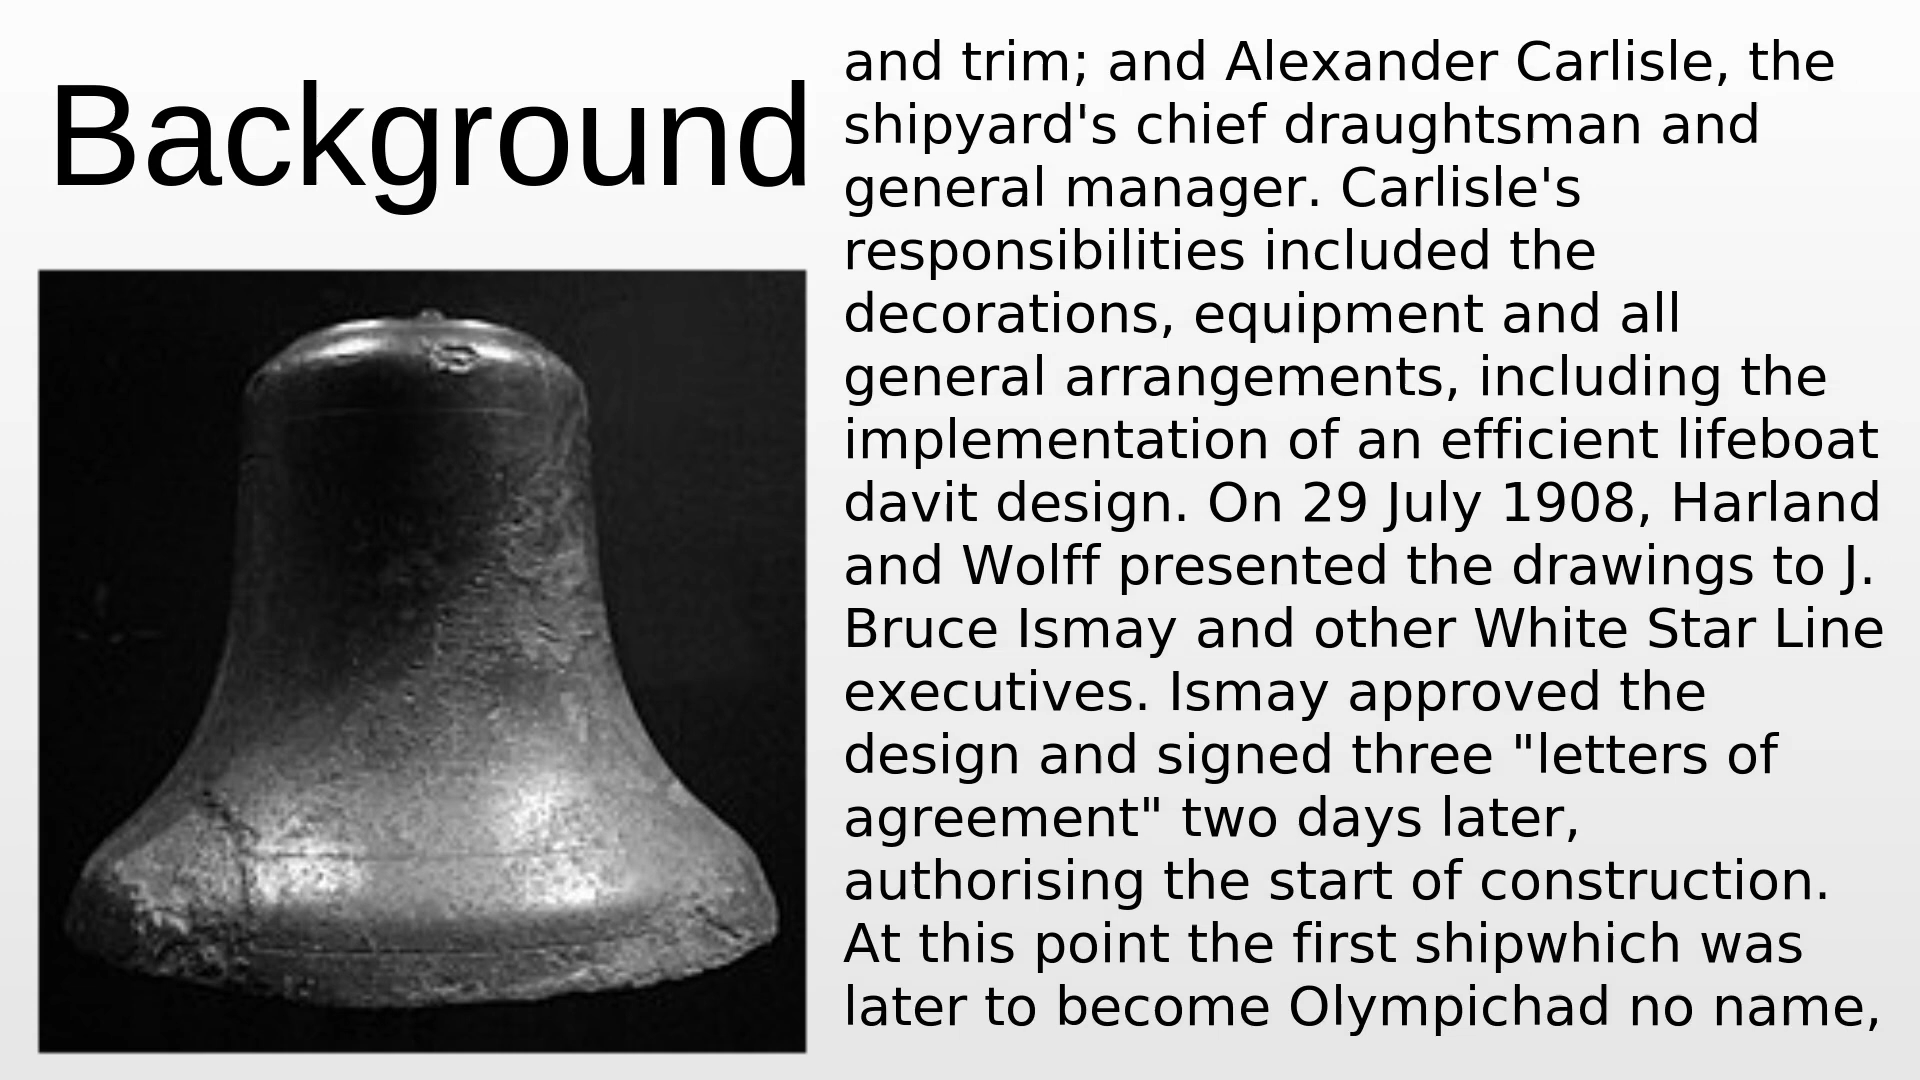 Background
and trim; and Alexander Carlisle, the
shipyard's chief draughtsman and
general manager. Carlisle's
responsibilities included the
decorations, equipment and all
general arrangements, including the
implementation of an efficient lifeboat
davit design. On 29 July 1908, Harland
and Wolff presented the drawings to J.
Bruce Ismay and other White Star Line
executives. Ismay approved the
design and signed three "letters of
agreement" two days later,
authorising the start of construction.
At this point the first shipwhich was
later to become Olympichad no name,